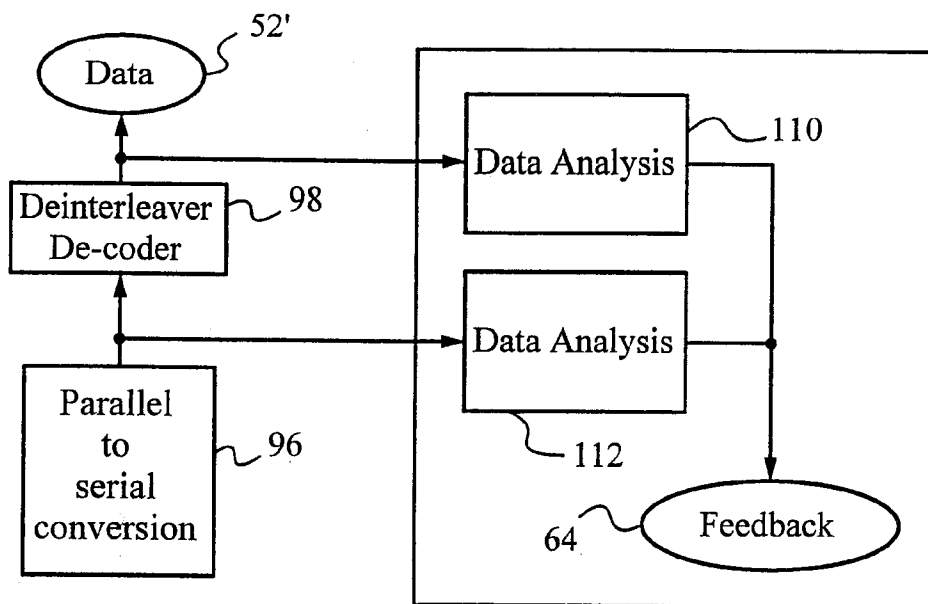 52'
Data
110
Data Analysis
98
Deinterleaver
De-coder
Data Analysis
Parallel
to
serial
conversion
96
112
64
Feedback